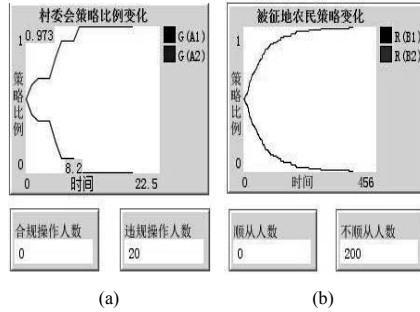 村委会策略比例变化
1
0.973
策略比例
0
8.2
0
时间
22.5
G(A1)
G(A2)
合规操作人数
0
违规操作人数
20
(a)
被征地农民策略变化
1
策略比例
0
0
时间
456
R(B1)
R(B2)
顺从人数
0
不顺从人数
200
(b)